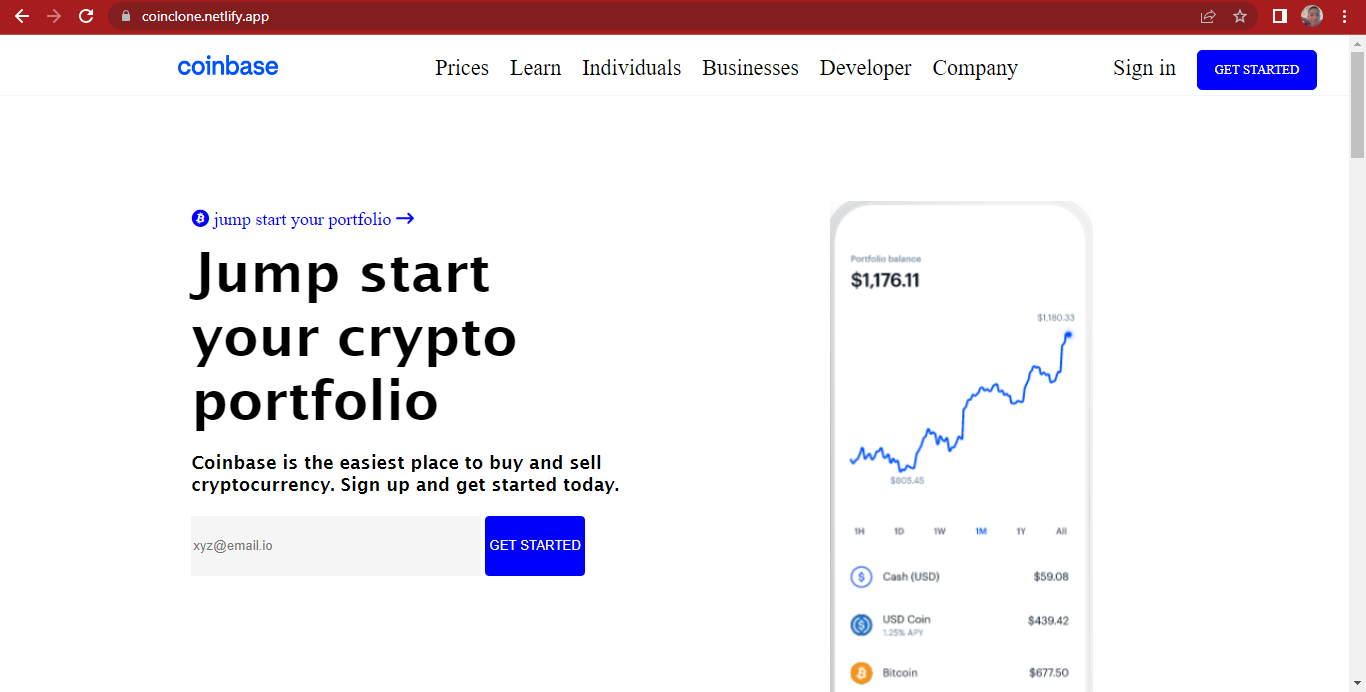 coinclone.netlify.app
coinbase Prices Learn Individuals Businesses Developer Company Sign in GET STARTED
jump start your portfolio
Jump start
your crypto
portfolio
Coinbase is the easiest place to buy and sell
cryptocurrency. Sign up and get started today.
xyz@email.io GET STARTED
Portfolio balance
$1,176.11
$1,180.33
$805.45
1H 1D 1W 1M 1Y All
Cash (USD) $59.08
USD Coin $439.42
1.25% APY
Bitcoin $677.50